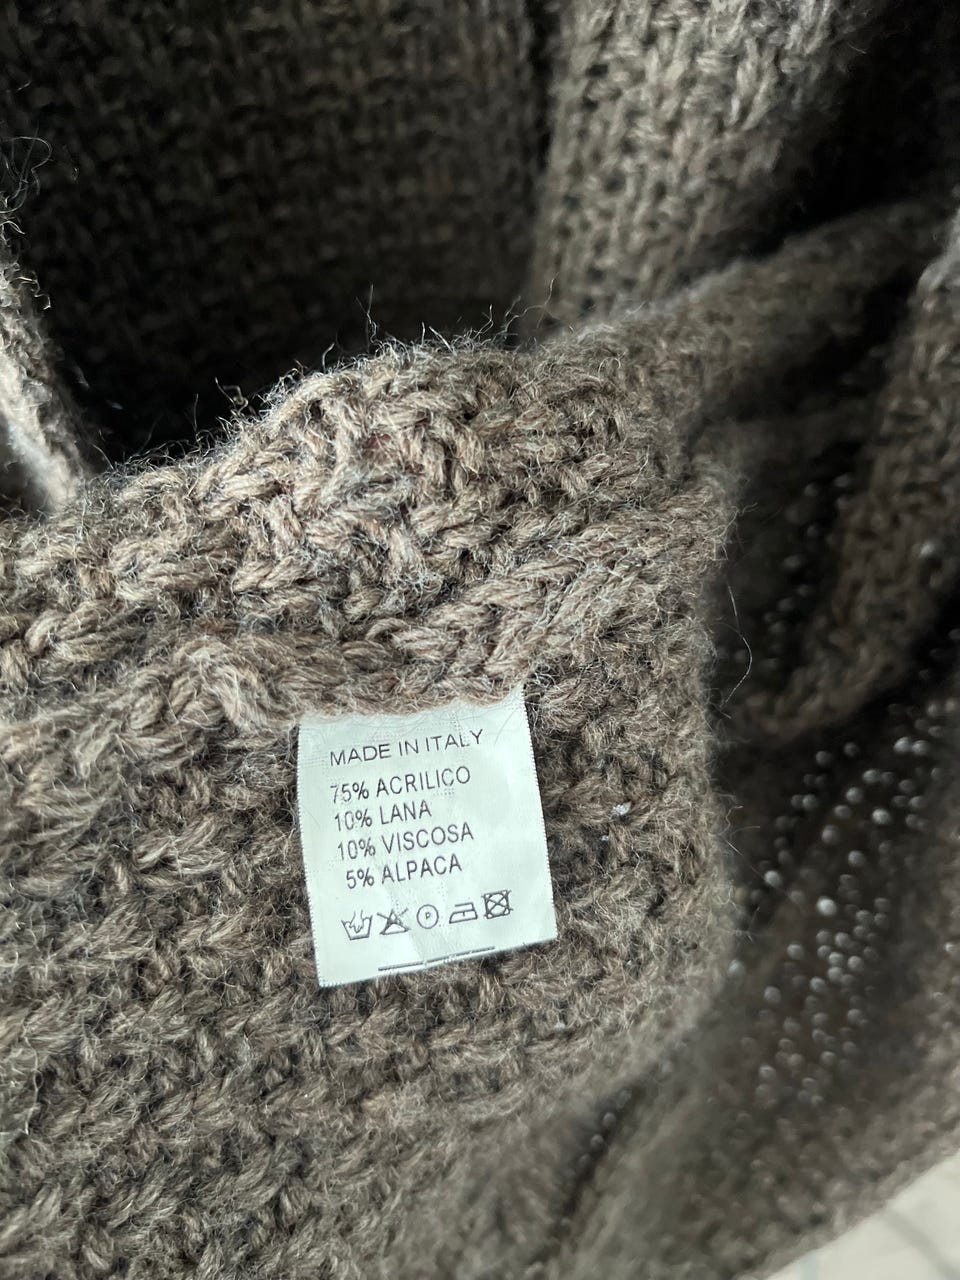 MADE IN ITALY
75% ACRILICO
10% LANA
10% VISCOSA
5% ALPACA